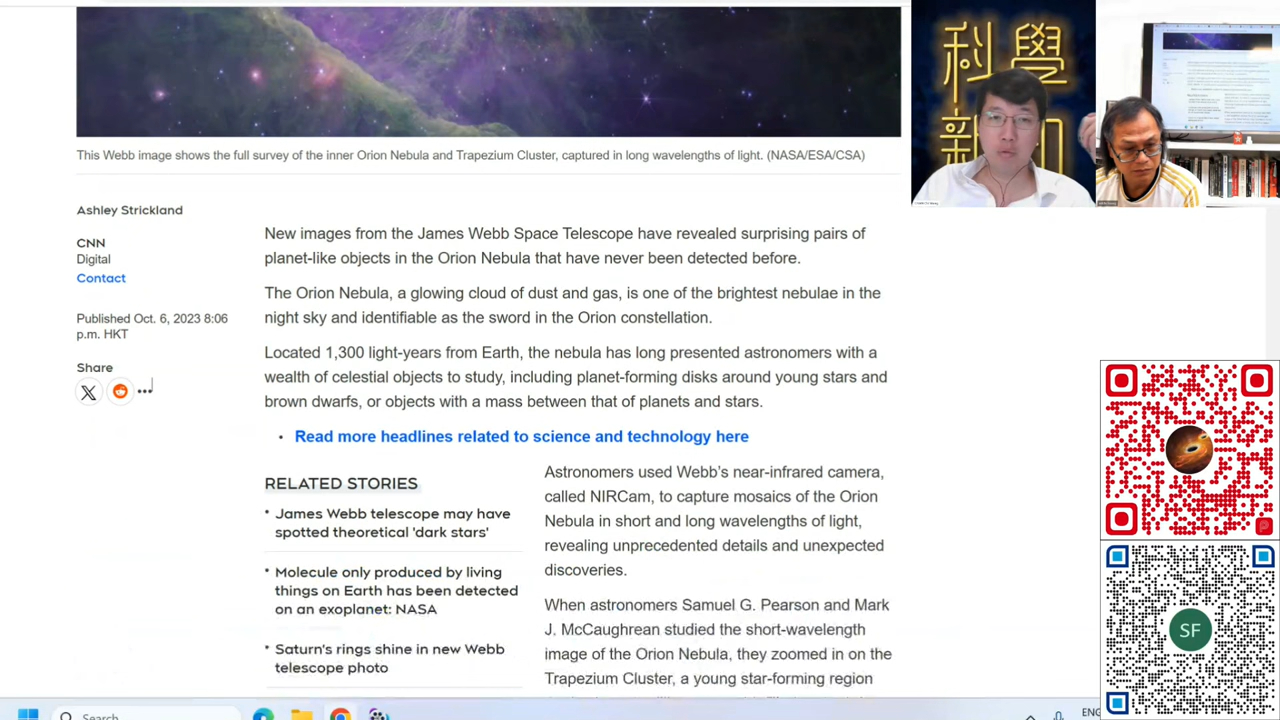 科學
新知
This Webb image shows the full survey of the inner Orion Nebula and Trapezium Cluster, captured in long wavelengths of light. (NASA/ESA/CSA)
Ashley Strickland
CNN
Digital
Contact
Published Oct. 6, 2023 8:06
p.m. HKT
Share
New images from the James Webb Space Telescope have revealed surprising pairs of
planet-like objects in the Orion Nebula that have never been detected before.
The Orion Nebula, a glowing cloud of dust and gas, is one of the brightest nebulae in the
night sky and identifiable as the sword in the Orion constellation.
Located 1,300 light-years from Earth, the nebula has long presented astronomers with a
wealth of celestial objects to study, including planet-forming disks around young stars and
brown dwarfs, or objects with a mass between that of planets and stars.
• Read more headlines related to science and technology here
RELATED STORIES
• James Webb telescope may have
spotted theoretical 'dark stars'
• Molecule only produced by living
things on Earth has been detected
on an exoplanet: NASA
• Saturn's rings shine in new Webb
telescope photo
Astronomers used Webb's near-infrared camera,
called NIRCam, to capture mosaics of the Orion
Nebula in short and long wavelengths of light,
revealing unprecedented details and unexpected
discoveries.
When astronomers Samuel G. Pearson and Mark
J. McCaughrean studied the short-wavelength
image of the Orion Nebula, they zoomed in on the
Trapezium Cluster, a young star-forming region
SF
Search
ENG